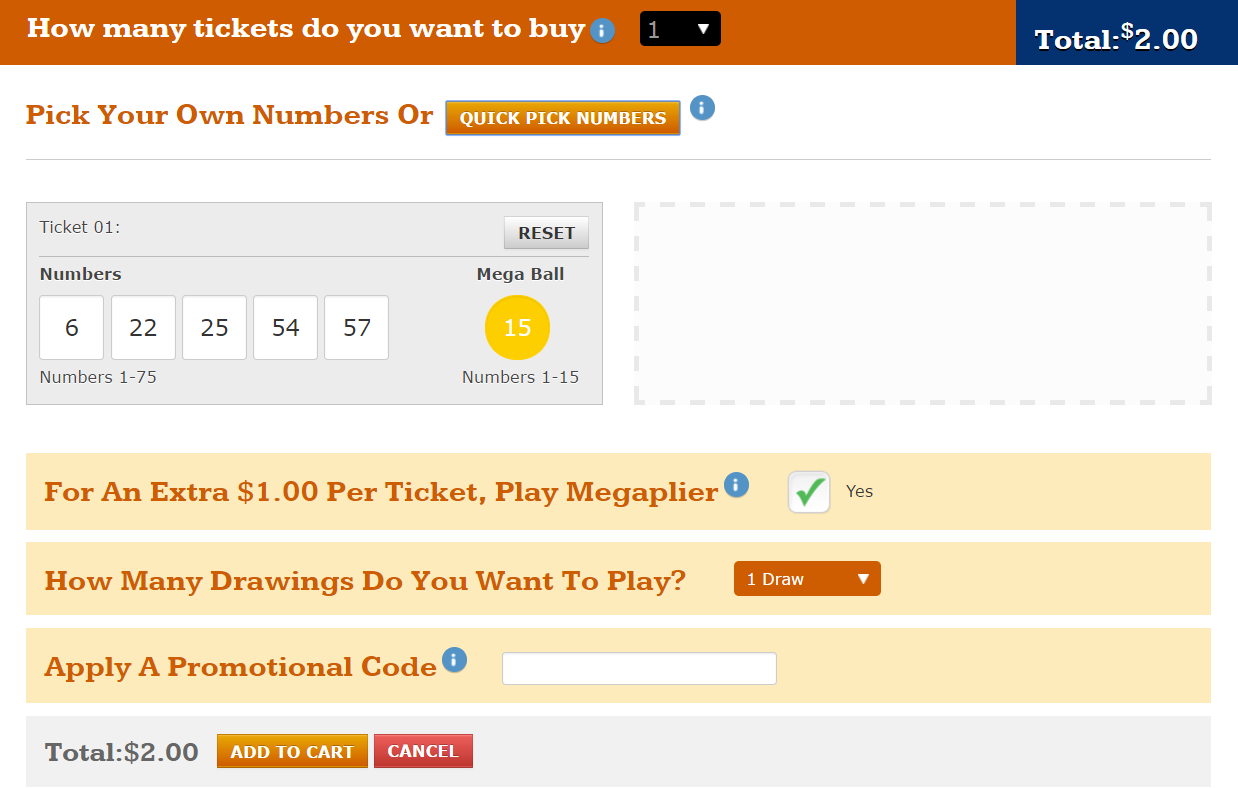 How many tickets do you want to buy i 1 ▼
Total:$2.00
Pick Your Own Numbers Or QUICK PICK NUMBERS i
Ticket 01: RESET
Numbers Mega Ball
6 22 25 54 57 15
Numbers 1-75 Numbers 1-15
For An Extra $1.00 Per Ticket, Play Megaplier i Yes
How Many Drawings Do You Want To Play? 1 Draw ▼
Apply A Promotional Code i
Total:$2.00 ADD TO CART CANCEL